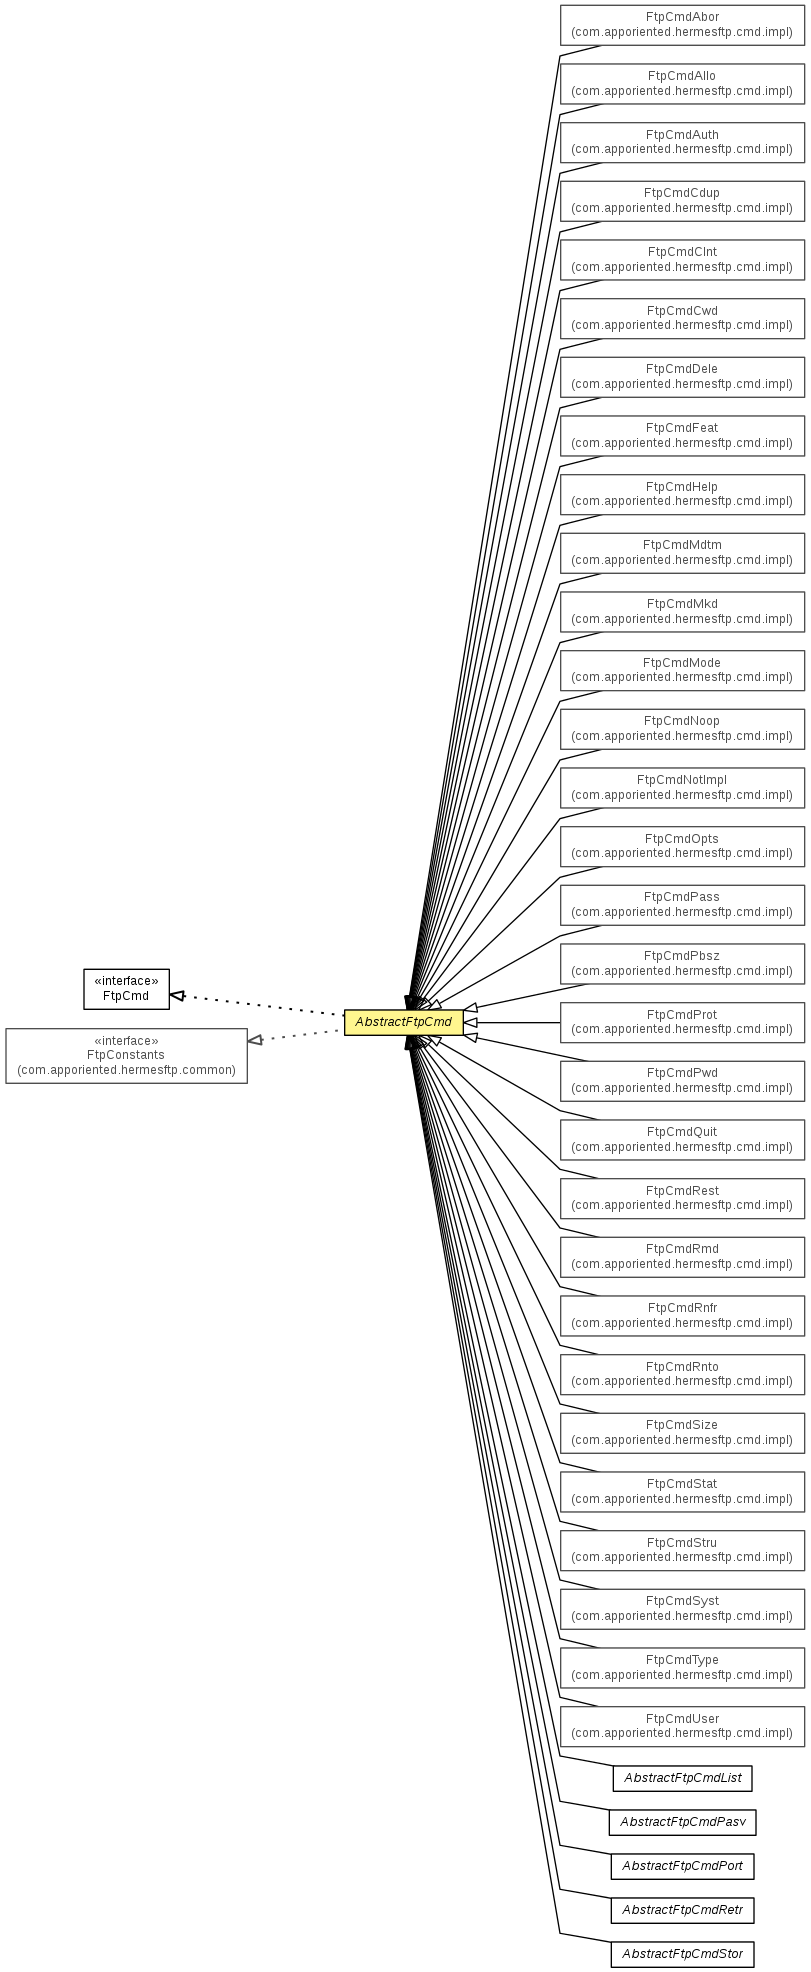 FtpCmdAbor
(com.apporiented.hermesftp.cmd.impl)
FtpCmdAllo
(com.apporiented.hermesftp.cmd.impl)
FtpCmdAuth
(com.apporiented.hermesftp.cmd.impl)
FtpCmdCdup
(com.apporiented.hermesftp.cmd.impl)
FtpCmdClnt
(com.apporiented.hermesftp.cmd.impl)
FtpCmdCwd
(com.apporiented.hermesftp.cmd.impl)
FtpCmdDele
(com.apporiented.hermesftp.cmd.impl)
FtpCmdFeat
(com.apporiented.hermesftp.cmd.impl)
FtpCmdHelp
(com.apporiented.hermesftp.cmd.impl)
FtpCmdMdtm
(com.apporiented.hermesftp.cmd.impl)
FtpCmdMkd
(com.apporiented.hermesftp.cmd.impl)
FtpCmdMode
(com.apporiented.hermesftp.cmd.impl)
FtpCmdNoop
(com.apporiented.hermesftp.cmd.impl)
FtpCmdNotImpl
(com.apporiented.hermesftp.cmd.impl)
FtpCmdOpts
(com.apporiented.hermesftp.cmd.impl)
FtpCmdPass
(com.apporiented.hermesftp.cmd.impl)
FtpCmdPbsz
(com.apporiented.hermesftp.cmd.impl)
«interface»
FtpCmd
AbstractFtpCmd
«interface»
FtpConstants
(com.apporiented.hermesftp.common)
FtpCmdProt
(com.apporiented.hermesftp.cmd.impl)
FtpCmdPwd
(com.apporiented.hermesftp.cmd.impl)
FtpCmdQuit
(com.apporiented.hermesftp.cmd.impl)
FtpCmdRest
(com.apporiented.hermesftp.cmd.impl)
FtpCmdRmd
(com.apporiented.hermesftp.cmd.impl)
FtpCmdRnfr
(com.apporiented.hermesftp.cmd.impl)
FtpCmdRnto
(com.apporiented.hermesftp.cmd.impl)
FtpCmdSize
(com.apporiented.hermesftp.cmd.impl)
FtpCmdStat
(com.apporiented.hermesftp.cmd.impl)
FtpCmdStru
(com.apporiented.hermesftp.cmd.impl)
FtpCmdSyst
(com.apporiented.hermesftp.cmd.impl)
FtpCmdType
(com.apporiented.hermesftp.cmd.impl)
FtpCmdUser
(com.apporiented.hermesftp.cmd.impl)
AbstractFtpCmdList
AbstractFtpCmdPasv
AbstractFtpCmdPort
AbstractFtpCmdRetr
AbstractFtpCmdStor